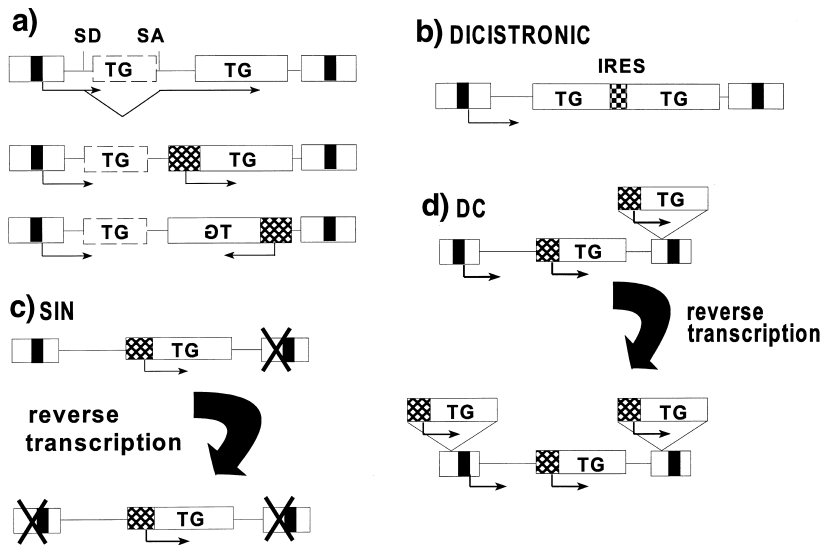 a)
SD SA
TG TG
TG TG
TG TG
b) DICISTRONIC
IRES
TG TG
c) SIN
TG
reverse
transcription
TG
d) DC
TG
TG
reverse
transcription
TG TG
TG